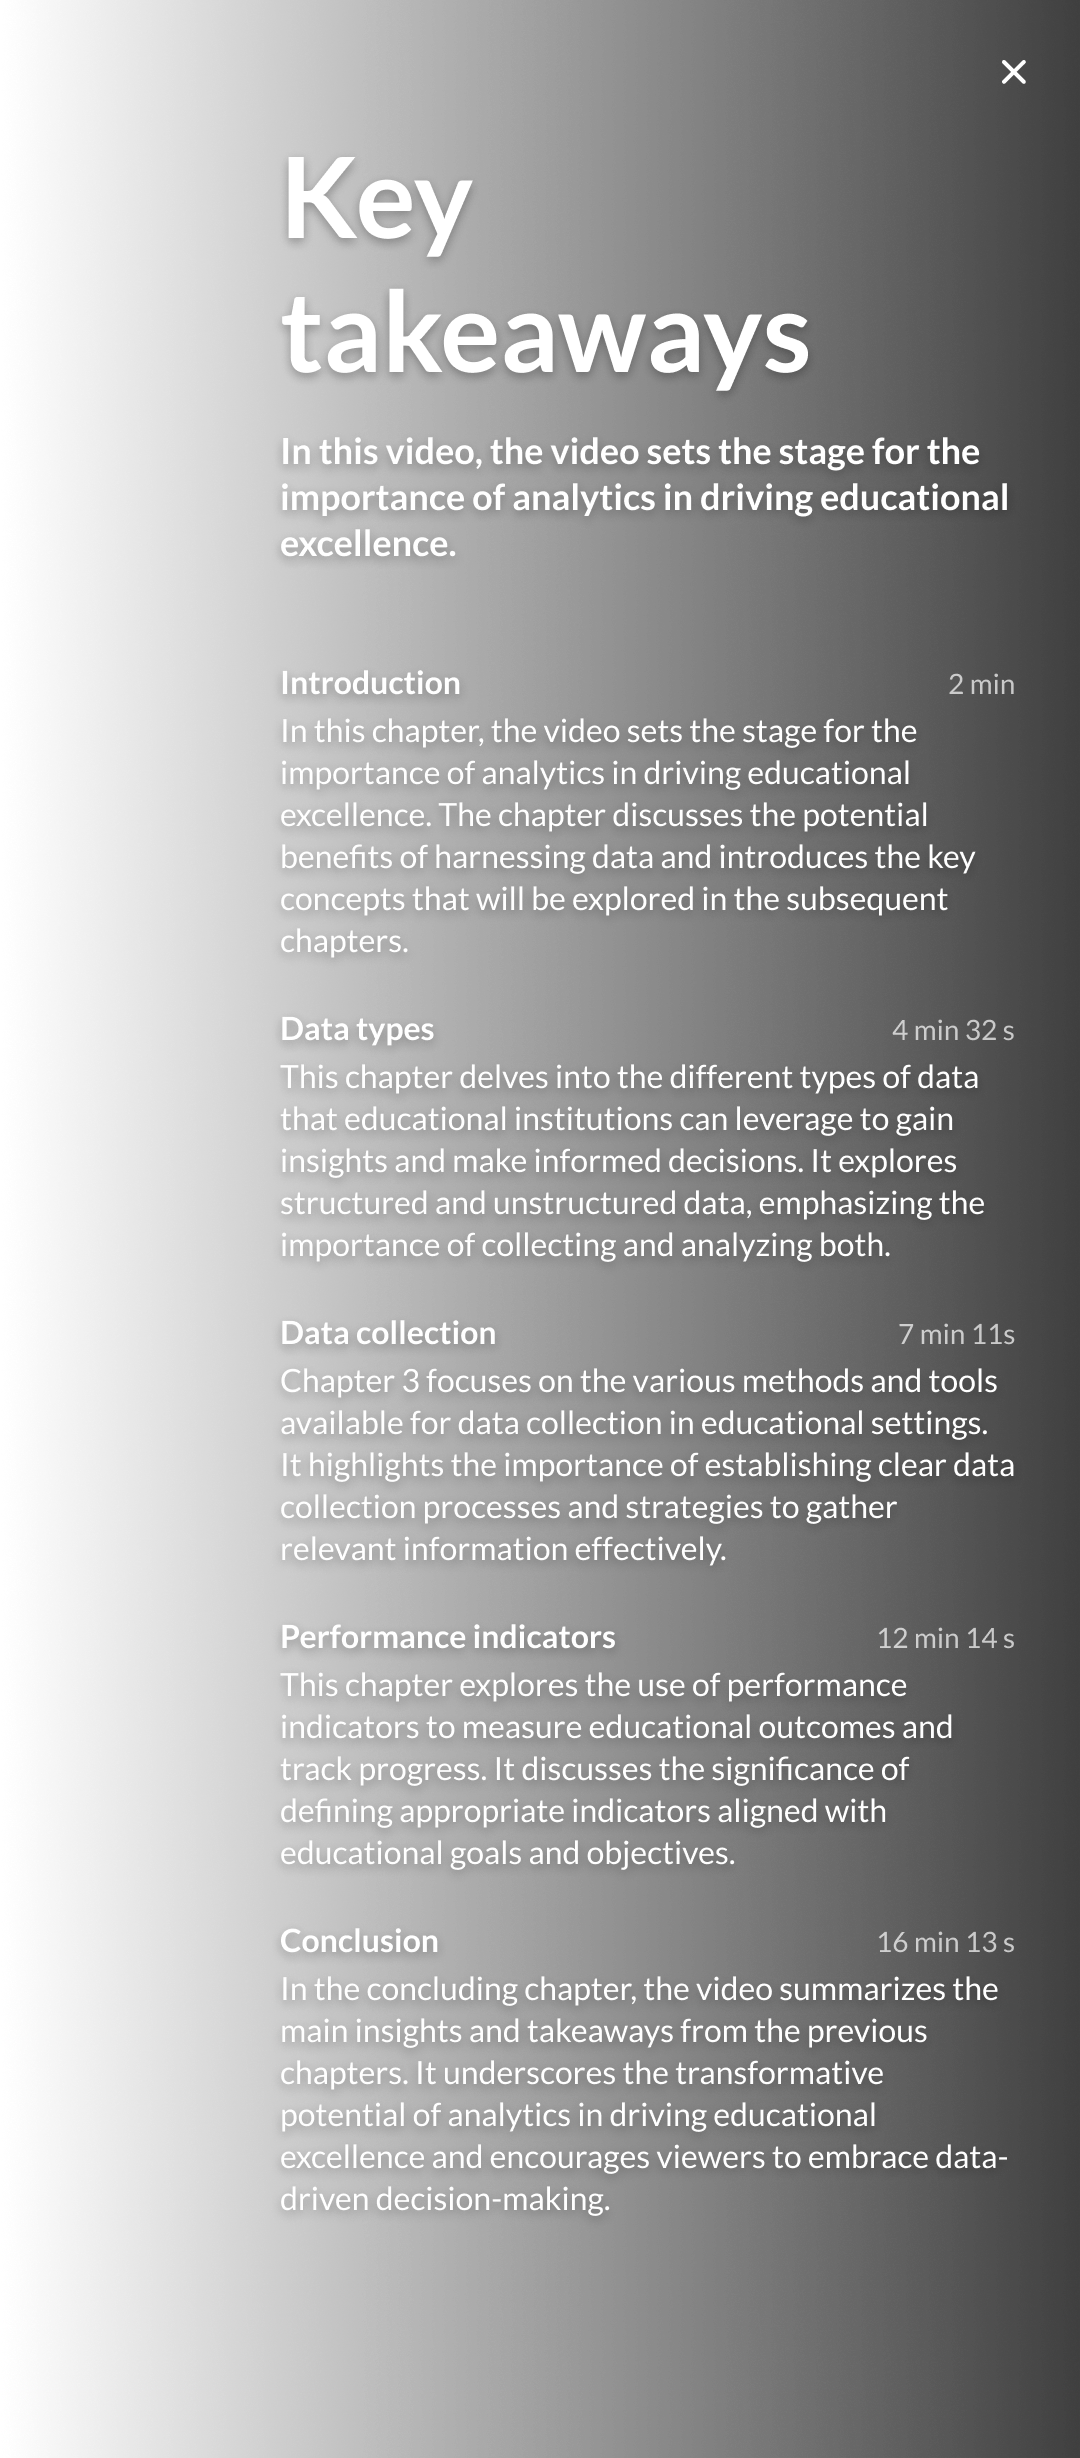 Key
takeaways
In this video, the video sets the stage for the
importance of analytics in driving educational
excellence.
Introduction 2 min
In this chapter, the video sets the stage for the
importance of analytics in driving educational
excellence. The chapter discusses the potential
benefits of harnessing data and introduces the key
concepts that will be explored in the subsequent
chapters.
Data types 4 min 32 s
This chapter delves into the different types of data
that educational institutions can leverage to gain
insights and make informed decisions. It explores
structured and unstructured data, emphasizing the
importance of collecting and analyzing both.
Data collection 7 min 11s
Chapter 3 focuses on the various methods and tools
available for data collection in educational settings.
It highlights the importance of establishing clear data
collection processes and strategies to gather
relevant information effectively.
Performance indicators 12 min 14 s
This chapter explores the use of performance
indicators to measure educational outcomes and
track progress. It discusses the significance of
defining appropriate indicators aligned with
educational goals and objectives.
Conclusion 16 min 13 s
In the concluding chapter, the video summarizes the
main insights and takeaways from the previous
chapters. It underscores the transformative
potential of analytics in driving educational
excellence and encourages viewers to embrace data-
driven decision-making.